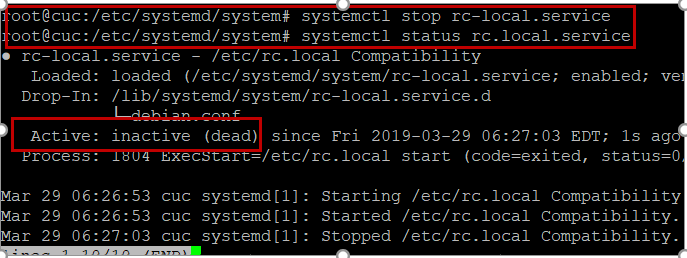 root@cuc:/etc/systemd/system# systemctl stop rc-local.service
root@cuc:/etc/systemd/system# systemctl status rc.local.service
● rc-local.service - /etc/rc.local Compatibility
Loaded: loaded (/etc/systemd/system/rc-local.service; enabled; ven
Drop-In: /lib/systemd/system/rc-local.service.d
└─debian.conf
Active: inactive (dead) since Fri 2019-03-29 06:27:03 EDT; 1s ago
Process: 1804 ExecStart=/etc/rc.local start (code=exited, status=0/
Mar 29 06:26:53 cuc systemd[1]: Starting /etc/rc.local Compatibility
Mar 29 06:26:53 cuc systemd[1]: Started /etc/rc.local Compatibility.
Mar 29 06:27:03 cuc systemd[1]: Stopped /etc/rc.local Compatibility.
lines 1-10/10 (END)